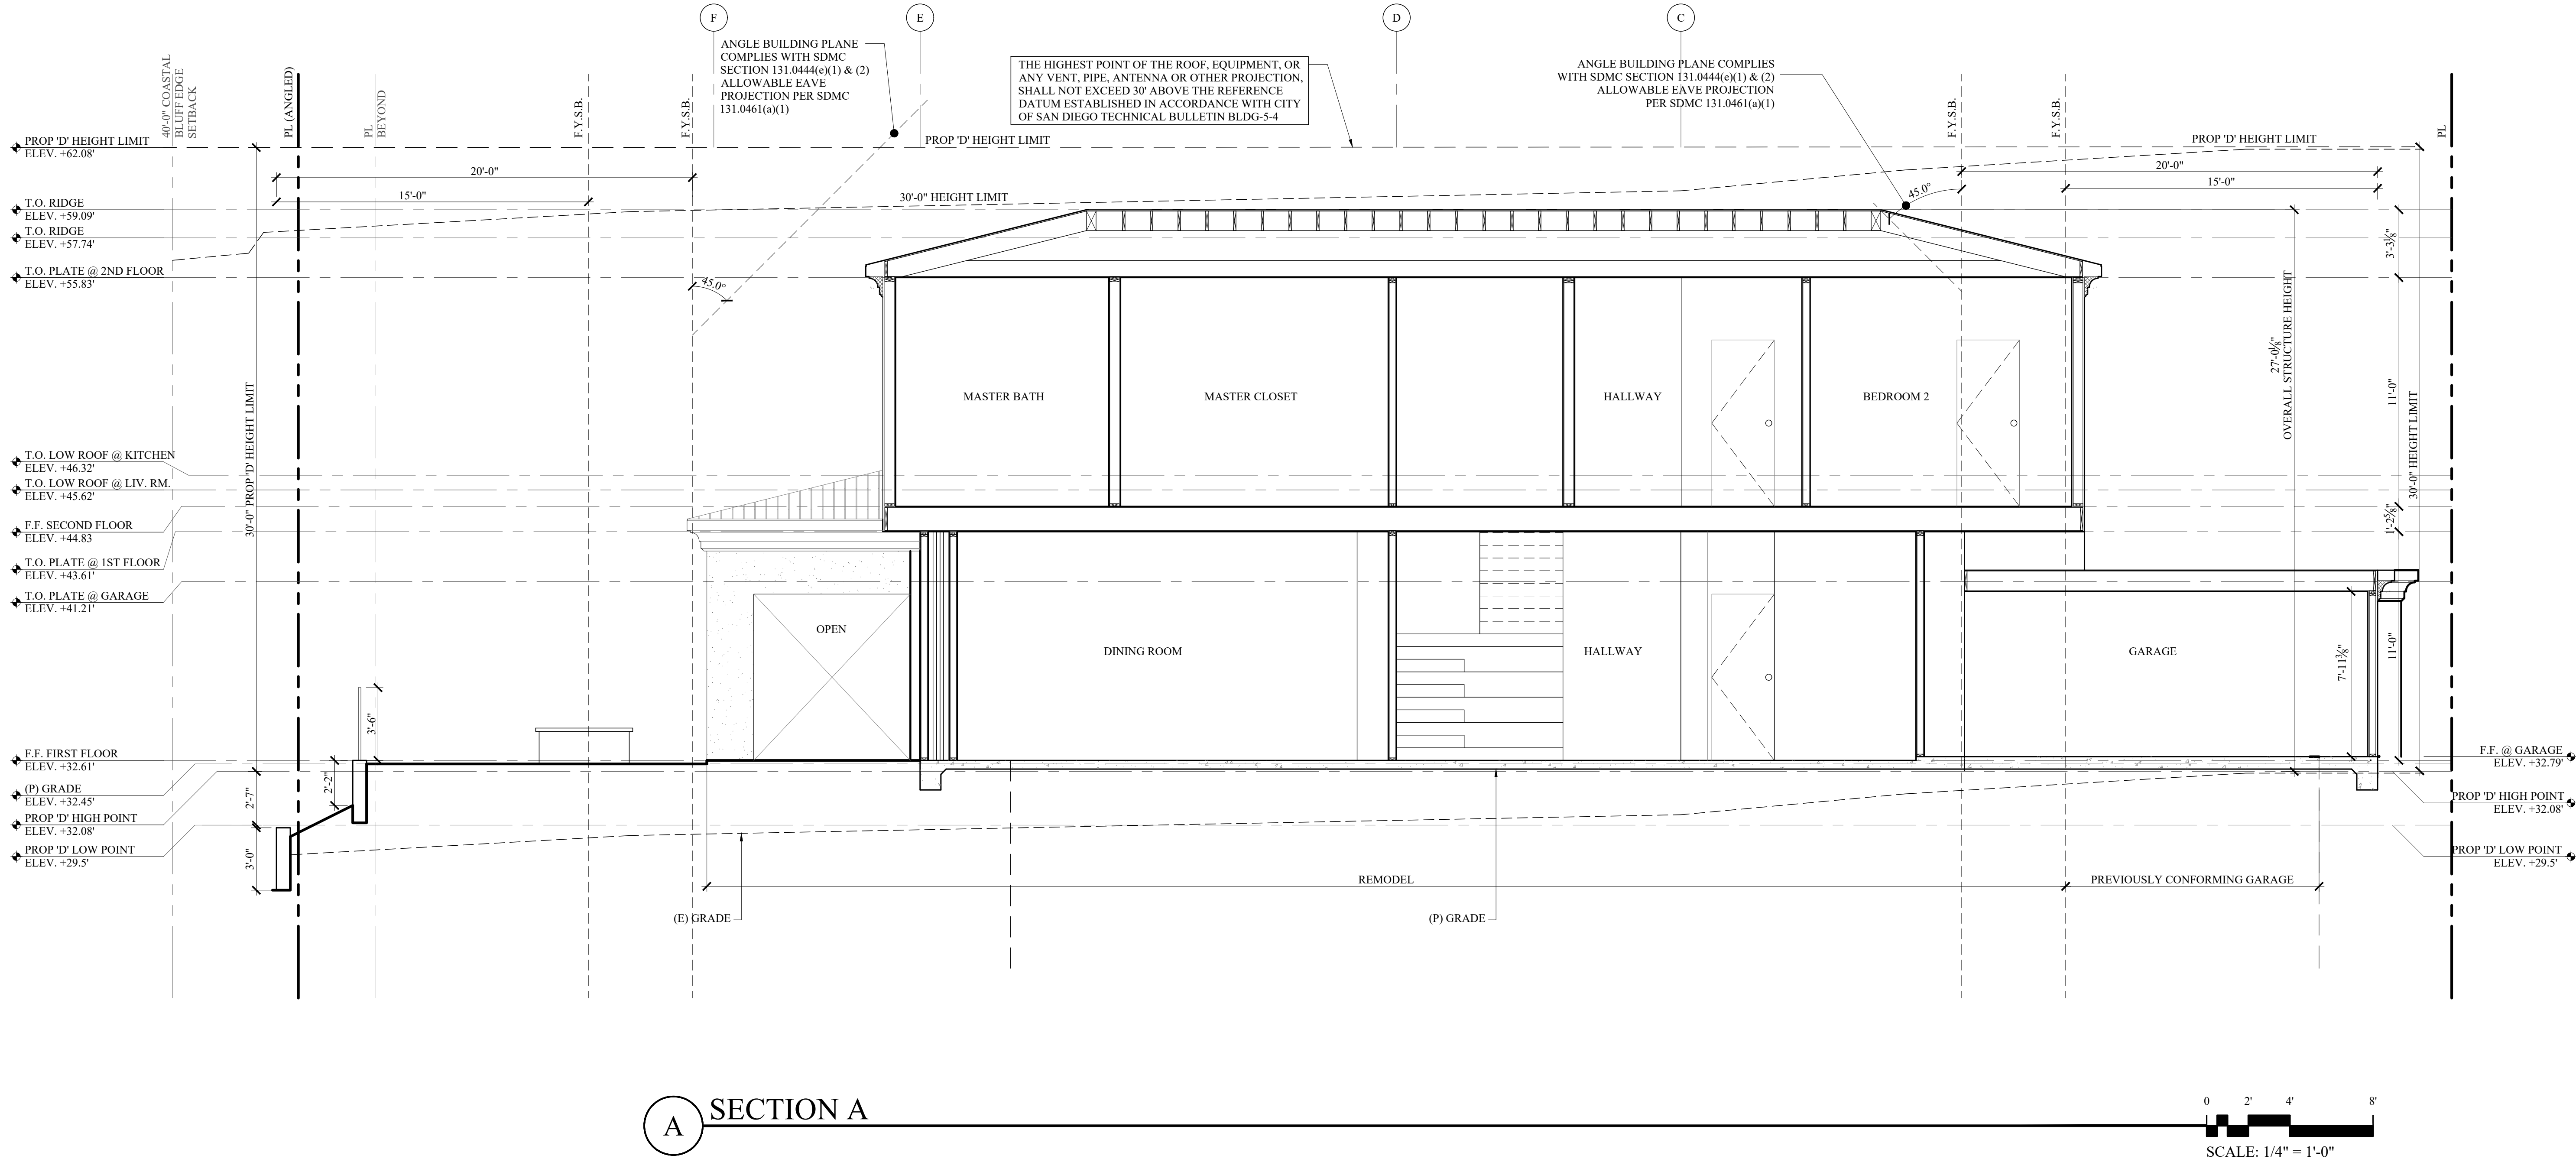 F
E
D
C
40'-0" COASTAL
BLUFF EDGE
SETBACK
PL (ANGLED)
PL
BEYOND
F.Y.S.B.
F.Y.S.B.
ANGLE BUILDING PLANE
COMPLIES WITH SDMC
SECTION 131.0444(e)(1) & (2)
ALLOWABLE EAVE
PROJECTION PER SDMC
131.0461(a)(1)
THE HIGHEST POINT OF THE ROOF, EQUIPMENT, OR
ANY VENT, PIPE, ANTENNA OR OTHER PROJECTION,
SHALL NOT EXCEED 30' ABOVE THE REFERENCE
DATUM ESTABLISHED IN ACCORDANCE WITH CITY
OF SAN DIEGO TECHNICAL BULLETIN BLDG-5-4
ANGLE BUILDING PLANE COMPLIES
WITH SDMC SECTION 131.0444(e)(1) & (2)
ALLOWABLE EAVE PROJECTION
PER SDMC 131.0461(a)(1)
F.Y.S.B.
F.Y.S.B.
PL
PROP 'D' HEIGHT LIMIT
ELEV. +62.08'
PROP 'D' HEIGHT LIMIT
PROP 'D' HEIGHT LIMIT
20'-0"
15'-0"
20'-0"
15'-0"
30'-0" HEIGHT LIMIT
45.0°
45.0°
T.O. RIDGE
ELEV. +59.09'
T.O. RIDGE
ELEV. +57.74'
T.O. PLATE @ 2ND FLOOR
ELEV. +55.83'
3'-3⅛"
OVERALL STRUCTURE HEIGHT
27'-0⅛"
11'-0"
30'-0" HEIGHT LIMIT
30'-0" PROP 'D' HEIGHT LIMIT
MASTER BATH
MASTER CLOSET
HALLWAY
BEDROOM 2
T.O. LOW ROOF @ KITCHEN
ELEV. +46.32'
T.O. LOW ROOF @ LIV. RM.
ELEV. +45.62'
F.F. SECOND FLOOR
ELEV. +44.83
T.O. PLATE @ 1ST FLOOR
ELEV. +43.61'
T.O. PLATE @ GARAGE
ELEV. +41.21'
1'-2⅝"
OPEN
DINING ROOM
HALLWAY
GARAGE
7'-11⅜"
11'-0"
3'-6"
F.F. FIRST FLOOR
ELEV. +32.61'
(P) GRADE
ELEV. +32.45'
PROP 'D' HIGH POINT
ELEV. +32.08'
PROP 'D' LOW POINT
ELEV. +29.5'
2'-2"
2'-7"
3'-0"
F.F. @ GARAGE
ELEV. +32.79'
PROP 'D' HIGH POINT
ELEV. +32.08'
PROP 'D' LOW POINT
ELEV. +29.5'
REMODEL
PREVIOUSLY CONFORMING GARAGE
(E) GRADE
(P) GRADE
A
SECTION A
0 2' 4' 8'
SCALE: 1/4" = 1'-0"